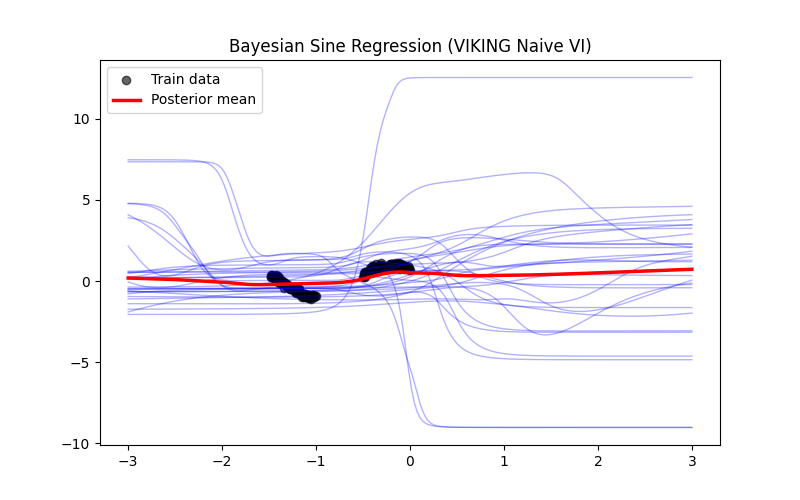 Bayesian Sine Regression (VIKING Naive VI)
Train data
Posterior mean
10
5
0
−5
−10
−3 −2 −1 0 1 2 3